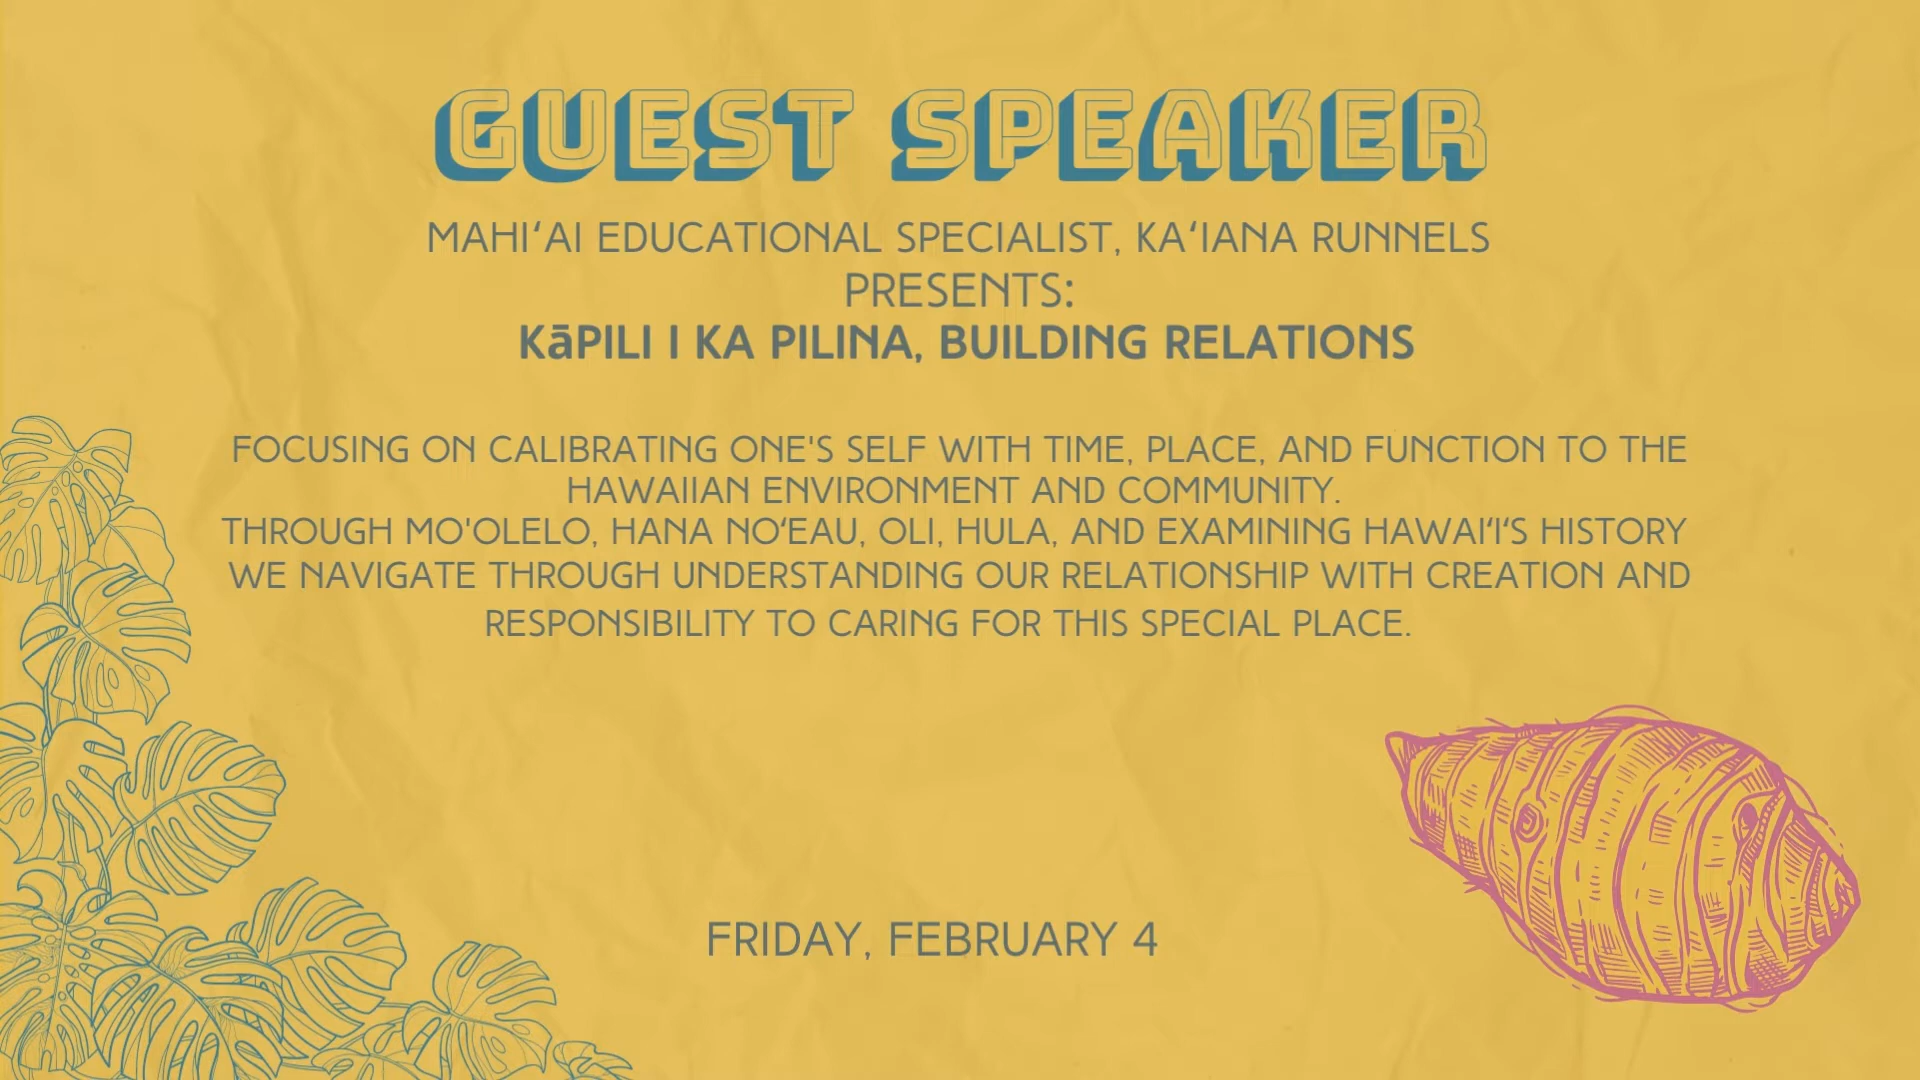 GUEST SPEAKER
MAHIʻAI EDUCATIONAL SPECIALIST, KAʻIANA RUNNELS
PRESENTS:
KāPILI I KA PILINA, BUILDING RELATIONS
FOCUSING ON CALIBRATING ONE'S SELF WITH TIME, PLACE, AND FUNCTION TO THE
HAWAIIAN ENVIRONMENT AND COMMUNITY.
THROUGH MO'OLELO, HANA NOʻEAU, OLI, HULA, AND EXAMINING HAWAIʻIʻS HISTORY
WE NAVIGATE THROUGH UNDERSTANDING OUR RELATIONSHIP WITH CREATION AND
RESPONSIBILITY TO CARING FOR THIS SPECIAL PLACE.
FRIDAY, FEBRUARY 4